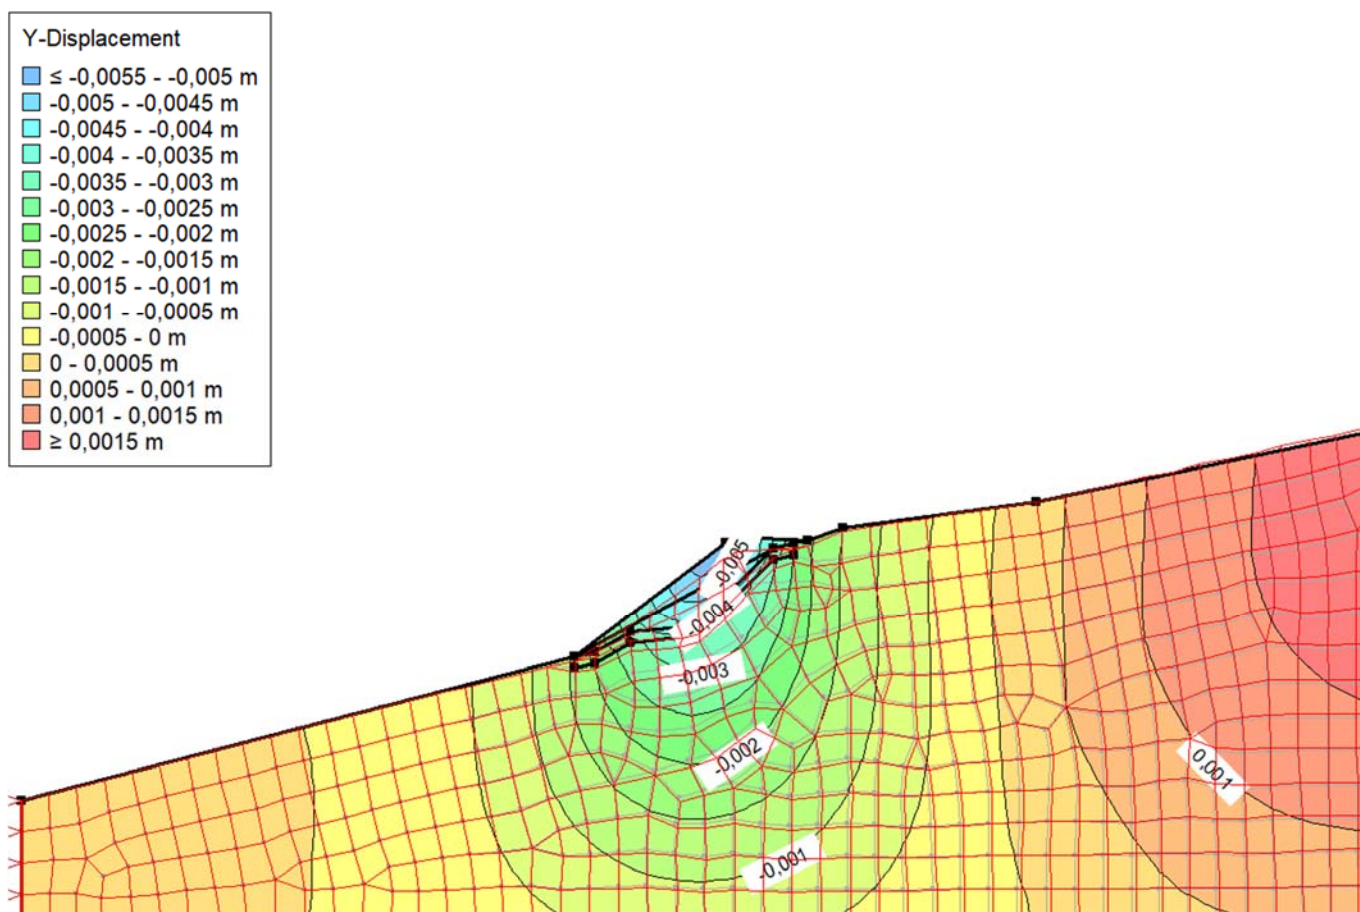 Y-Displacement
≤ -0,0055 - -0,005 m
-0,005 - -0,0045 m
-0,0045 - -0,004 m
-0,004 - -0,0035 m
-0,0035 - -0,003 m
-0,003 - -0,0025 m
-0,0025 - -0,002 m
-0,002 - -0,0015 m
-0,0015 - -0,001 m
-0,001 - -0,0005 m
-0,0005 - 0 m
0 - 0,0005 m
0,0005 - 0,001 m
0,001 - 0,0015 m
≥ 0,0015 m
-0,005
-0,004
-0,003
-0,002
0,001
-0,001